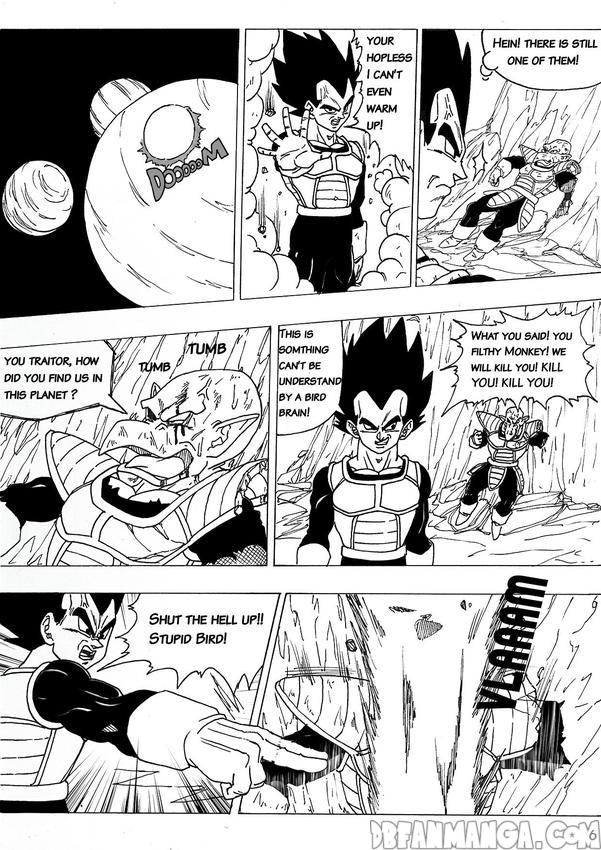 DOOOOOM
YOUR
HOPLESS
I CAN'T
EVEN
WARM
UP!
HEIN! THERE IS STILL
ONE OF THEM!
YOU TRAITOR, HOW
DID YOU FIND US IN
THIS PLANET ?
TUMB
TUMB
THIS IS
SOMTHING
CAN'T BE
UNDERSTAND
BY A BIRD
BRAIN!
WHAT YOU SAID! YOU
FILTHY MONKEY! WE
WILL KILL YOU! KILL
YOU! KILL YOU!
SHUT THE HELL UP!!
STUPID BIRD!
VLAAAM
6
DBFANMANGA.COM